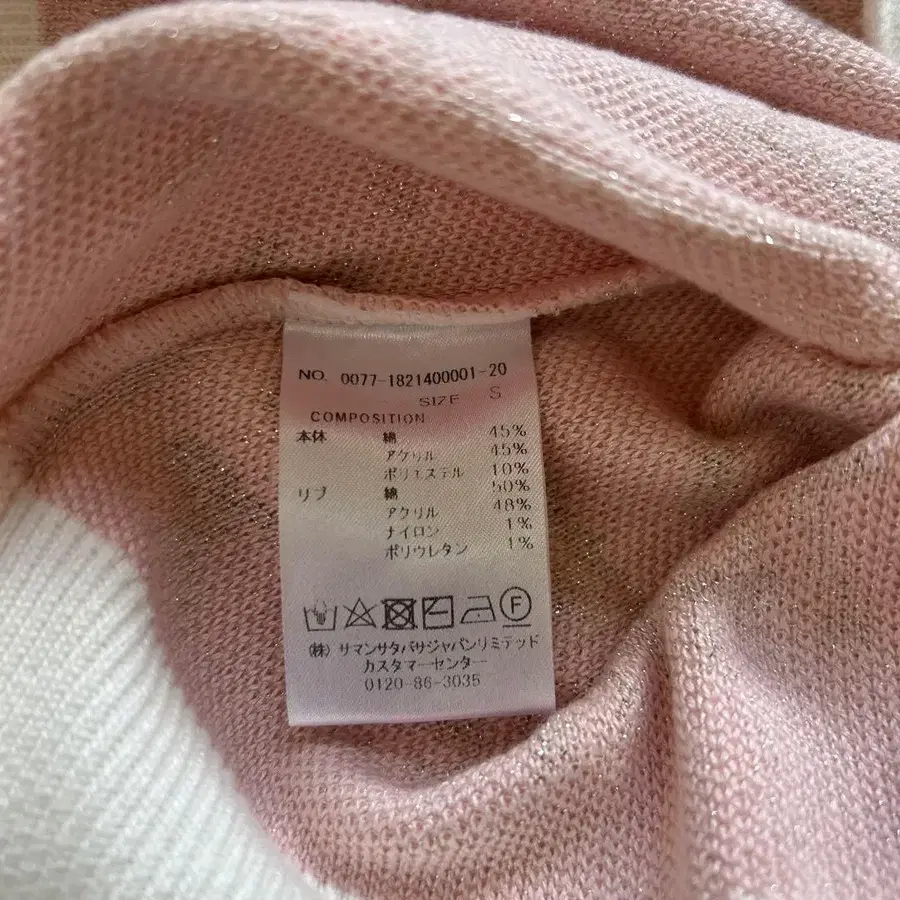 NO. 0077-1821400001-20
SIZE S
COMPOSITION
本体 綿 45%
アクリル 45%
ポリエステル 10%
リブ 綿 50%
アクリル 48%
ナイロン 1%
ポリウレタン 1%
F
(株) サマンサタバサジャパンリミテッド
カスタマーセンター
0120-86-3035